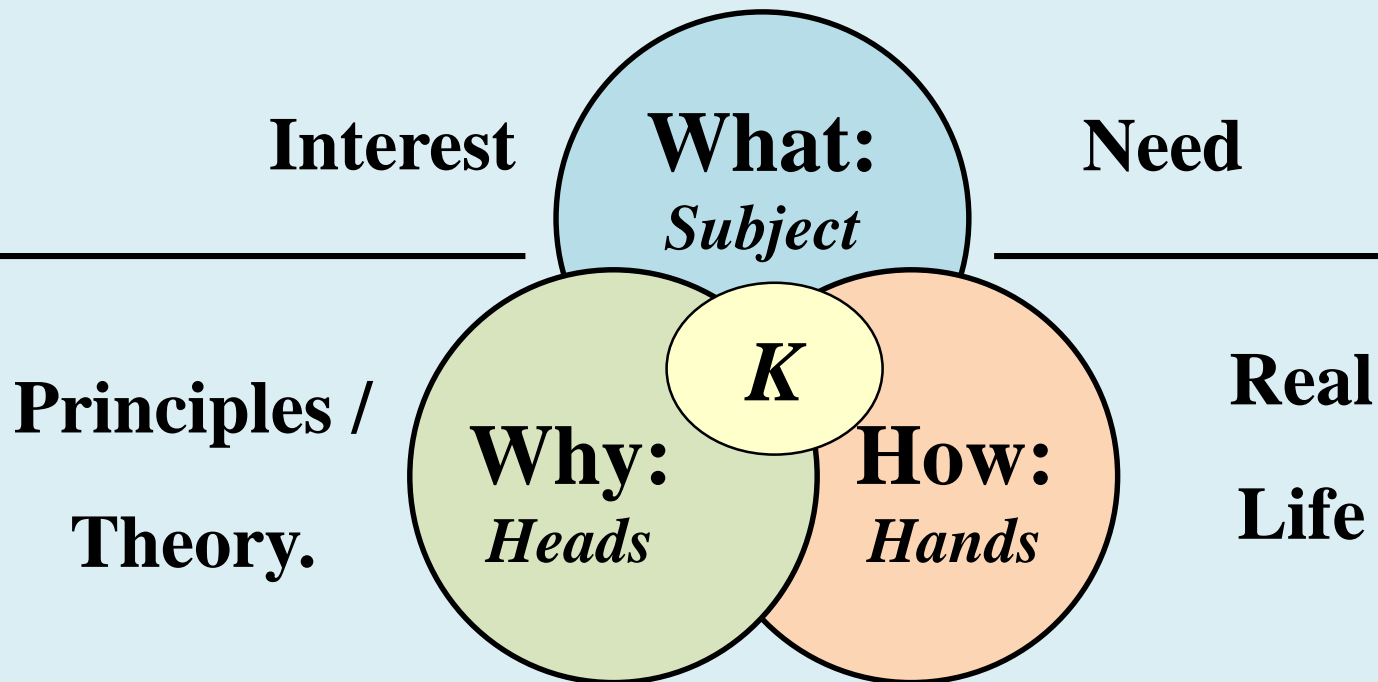 Interest
What:
Need
Subject
K
Principles /
Why:
How:
Real
Theory.
Heads
Hands
Life